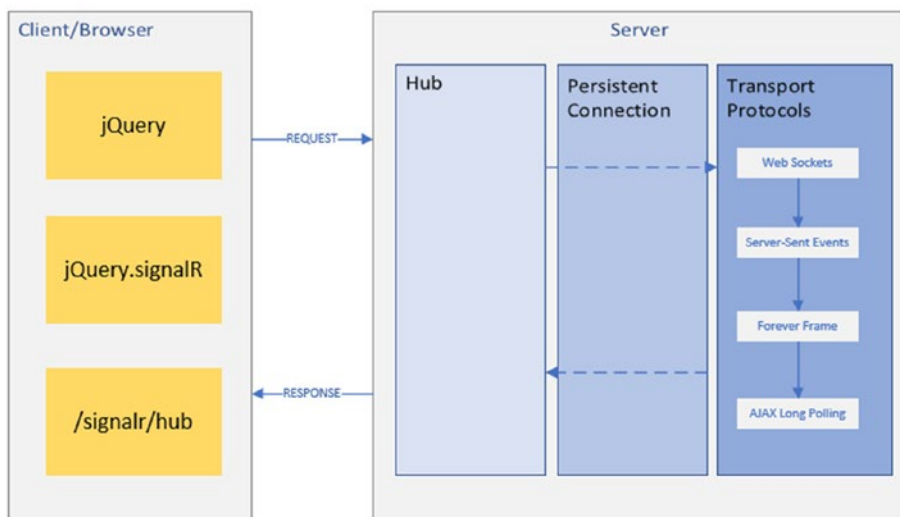 Client/Browser
jQuery
jQuery.signalR
/signalr/hub
REQUEST
RESPONSE
Server
Hub
Persistent
Connection
Transport
Protocols
Web Sockets
Server-Sent Events
Forever Frame
AJAX Long Polling